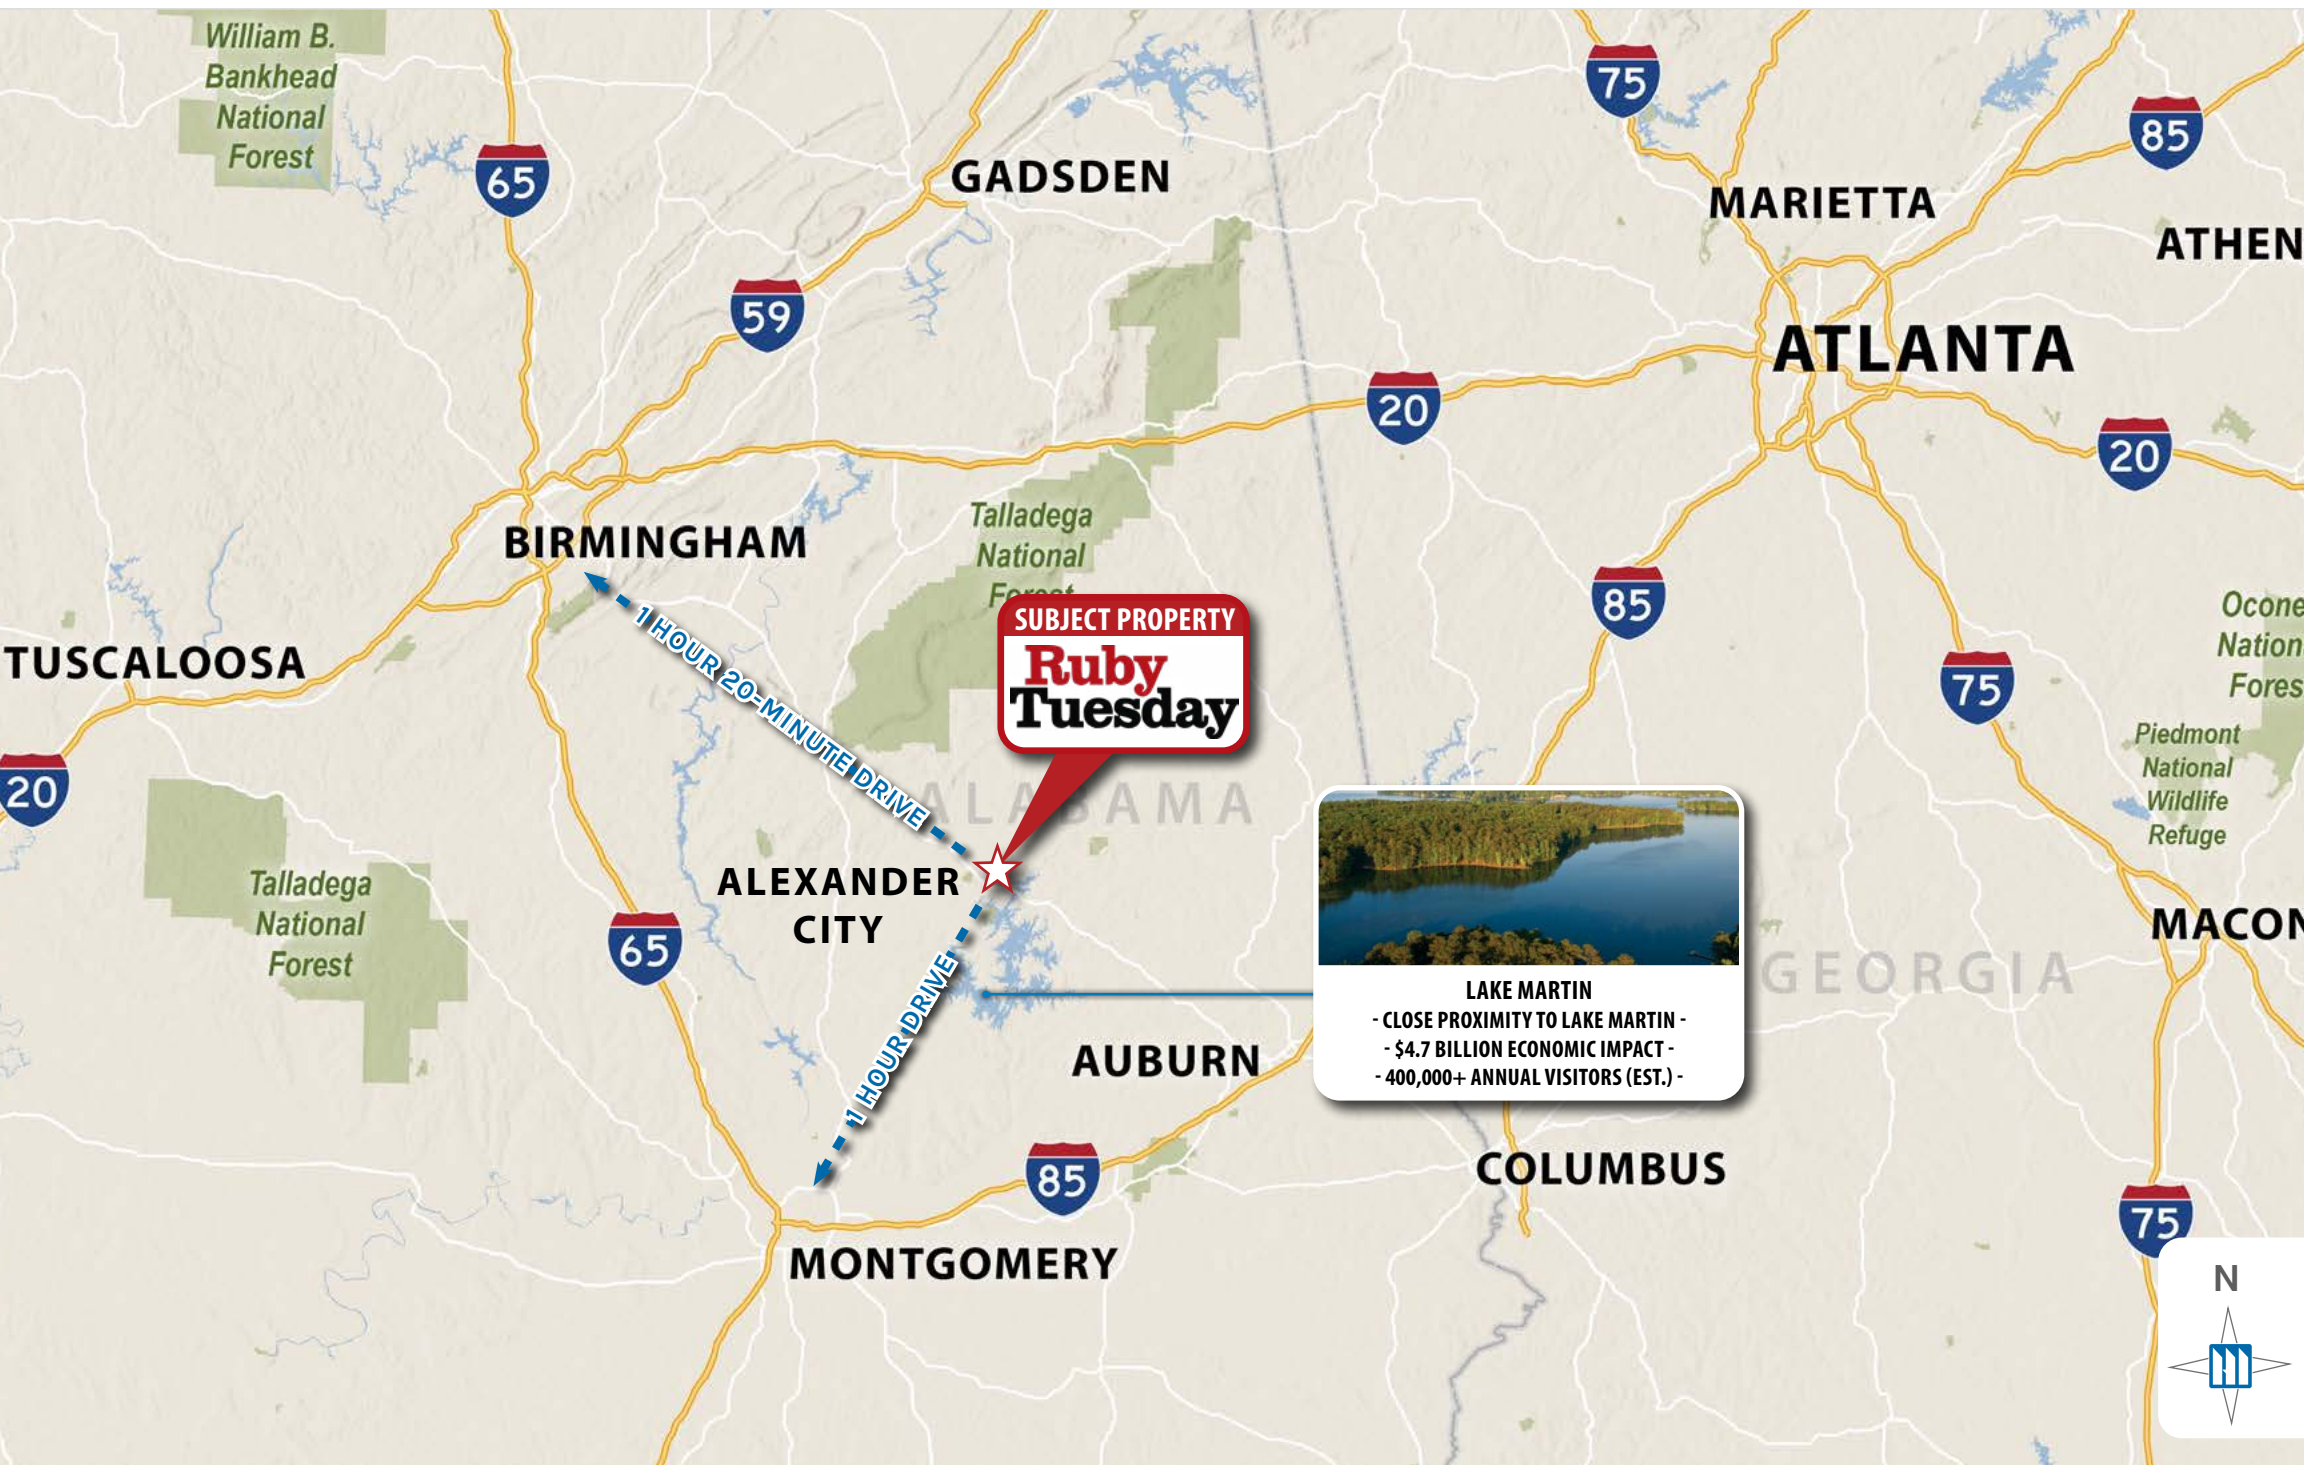 William B.
Bankhead
National
Forest
65
GADSDEN
75
85
MARIETTA
ATHEN
59
ATLANTA
20
20
BIRMINGHAM
Talladega
National
Forest
85
SUBJECT PROPERTY
Ruby
Tuesday
1 HOUR 20-MINUTE DRIVE
TUSCALOOSA
75
Ocone
Nation
Fores
Piedmont
National
Wildlife
Refuge
20
ALABAMA
ALEXANDER
CITY
Talladega
National
Forest
65
1 HOUR DRIVE
MACON
GEORGIA
LAKE MARTIN
- CLOSE PROXIMITY TO LAKE MARTIN -
- $4.7 BILLION ECONOMIC IMPACT -
- 400,000+ ANNUAL VISITORS (EST.) -
AUBURN
85
COLUMBUS
75
MONTGOMERY
N